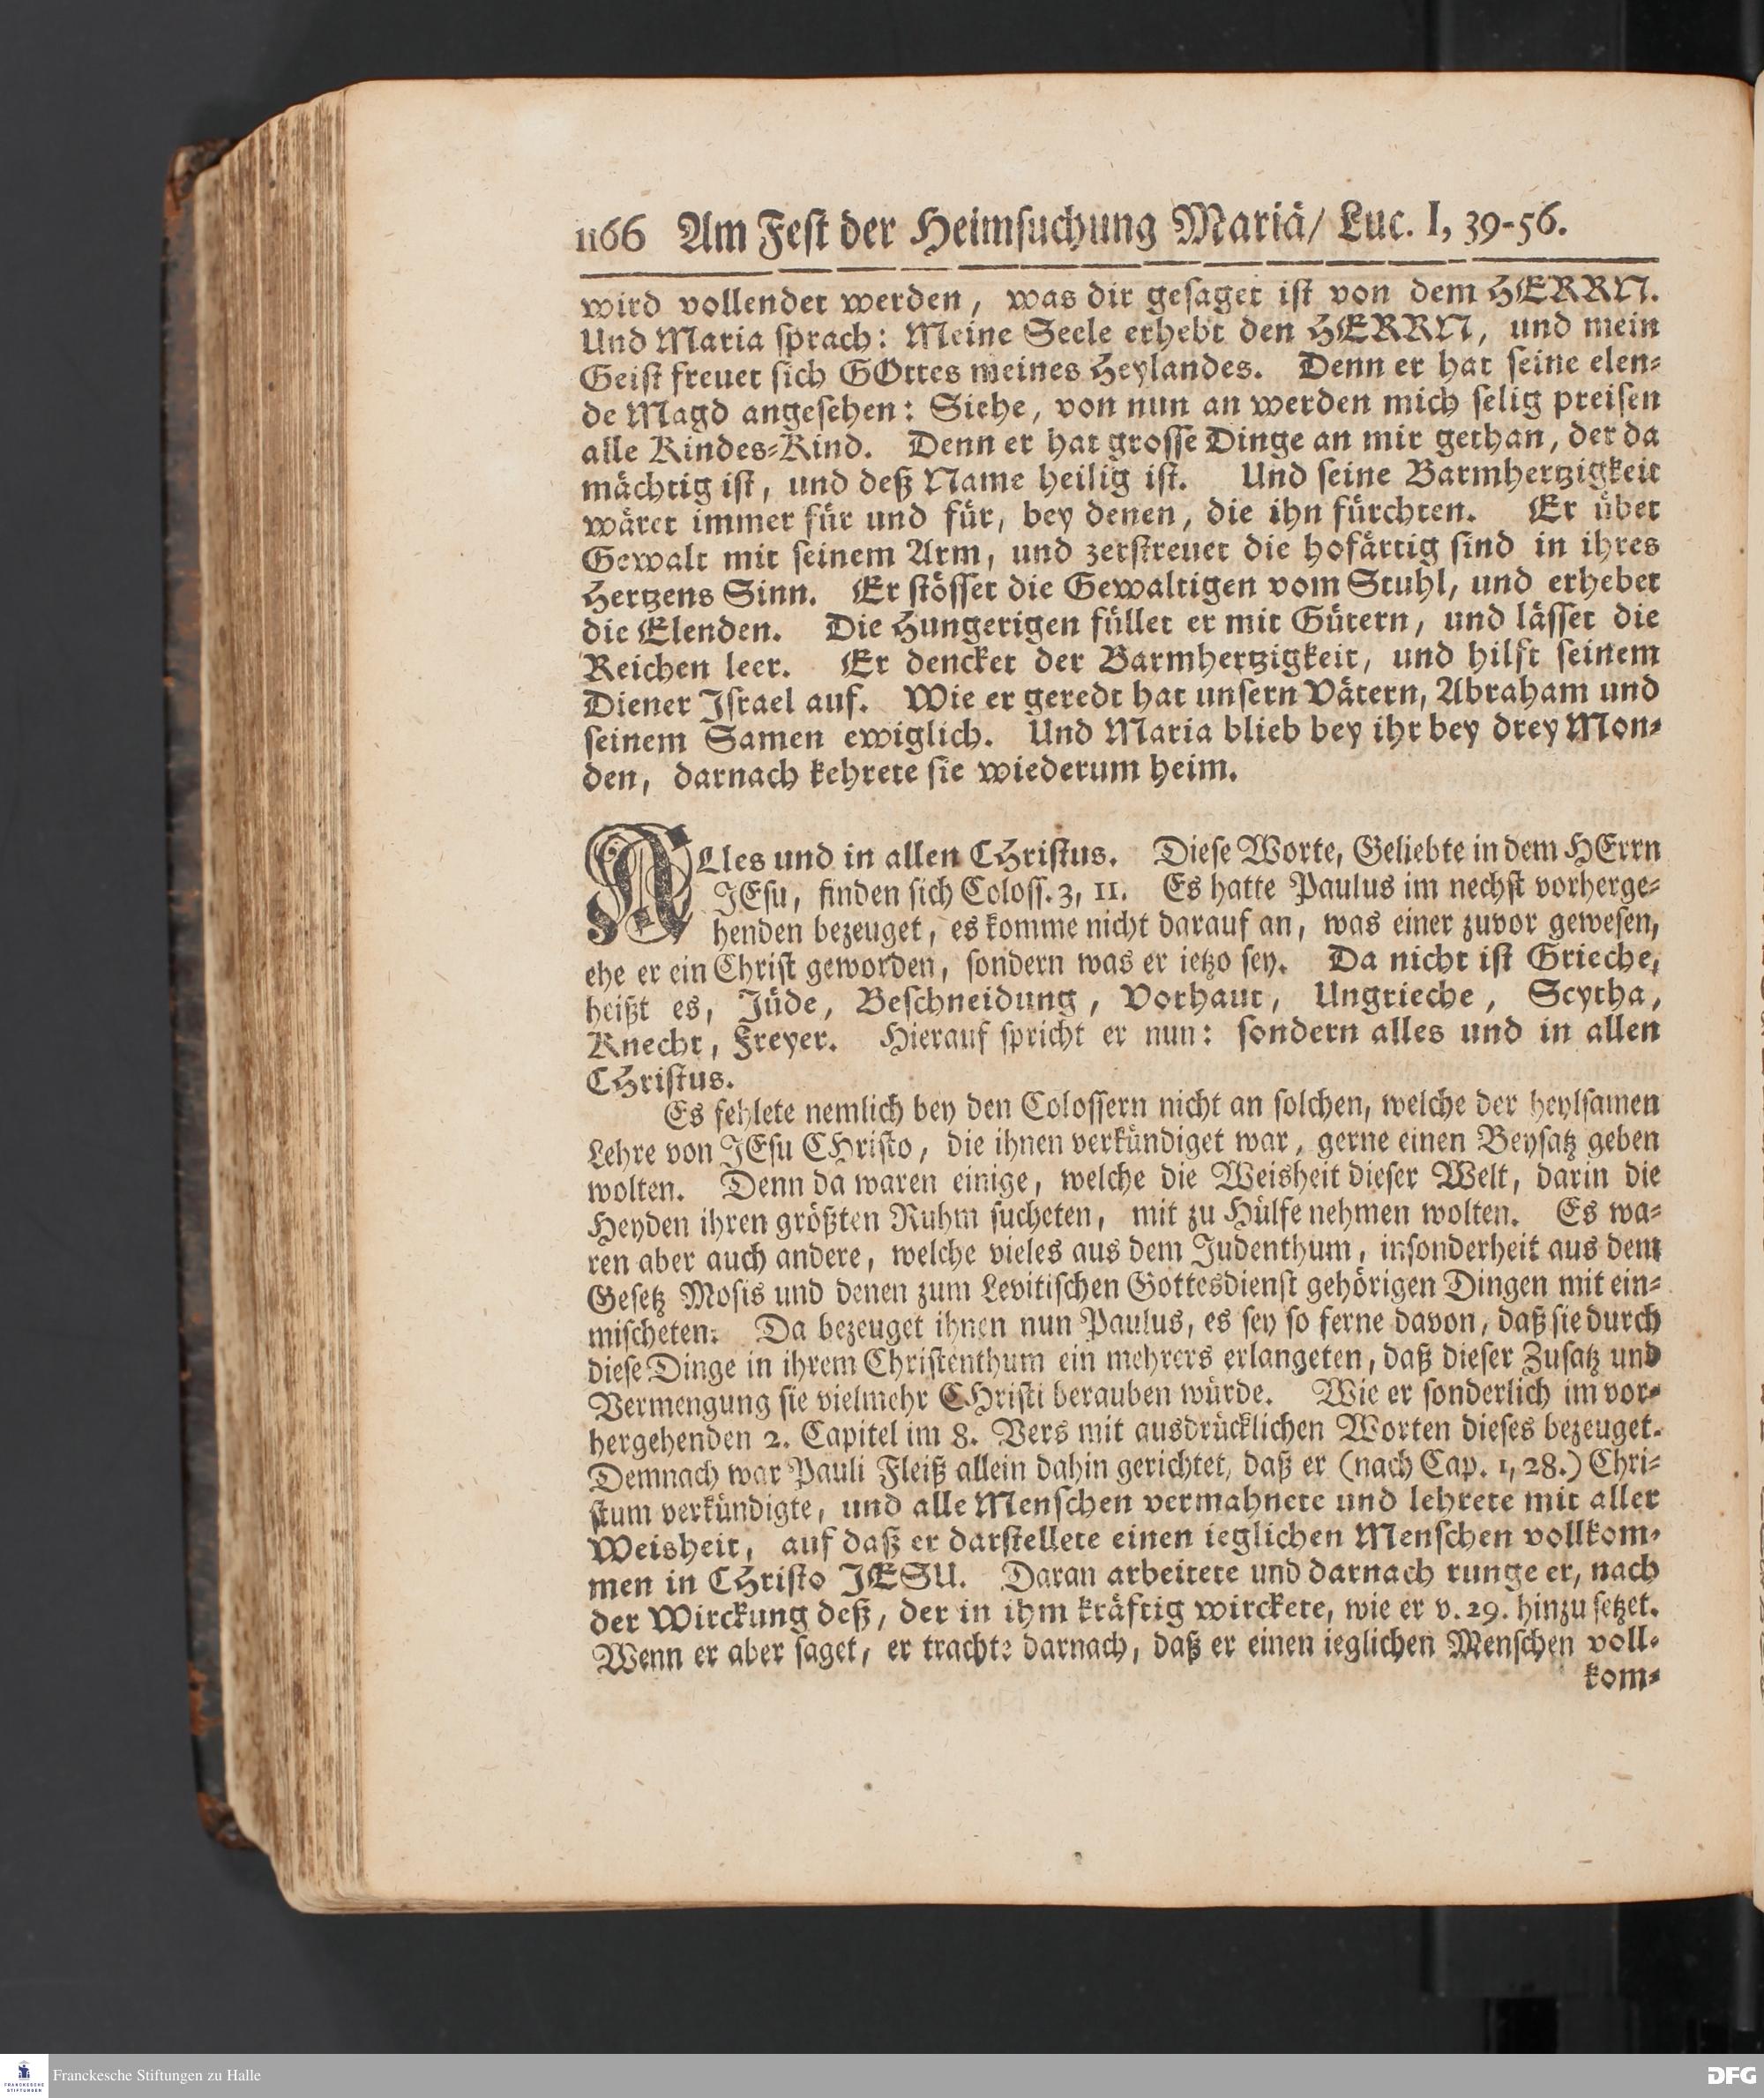 1166 Am Fest der Heimsuchung Mariä/ Luc. I, 39-56.
wird vollendet werden, was dir gesaget ist von dem HERRN.
Und Maria sprach: Meine Seele erhebt den HERRN, und mein
Geist freuet sich GOttes meines Heylandes. Denn er hat seine elen-
de Magd angesehen: Siehe, von nun an werden mich selig preisen
alle Kindes-Kind. Denn er hat grosse Dinge an mir gethan, der da
mächtig ist, und deß Name heilig ist. Und seine Barmhertzigkeit
wäret immer für und für, bey denen, die ihn fürchten. Er übet
Gewalt mit seinem Arm, und zerstreuet die hofärtig sind in ihres
Hertzens Sinn. Er stösset die Gewaltigen vom Stuhl, und erhebet
die Elenden. Die Hungerigen füllet er mit Gütern, und lässet die
Reichen leer. Er dencket der Barmhertzigkeit, und hilft seinem
Diener Israel auf. Wie er geredt hat unsern Vätern, Abraham und
seinem Samen ewiglich. Und Maria blieb bey ihr bey drey Mon-
den, darnach kehrete sie wiederum heim.
ALles und in allen CHristus. Diese Worte, Geliebte in dem HErrn
JEsu, finden sich Coloss. 3, 11. Es hatte Paulus im nechst vorherge-
henden bezeuget, es komme nicht darauf an, was einer zuvor gewesen,
ehe er ein Christ geworden, sondern was er ietzo sey. Da nicht ist Grieche,
heißt es, Jüde, Beschneidung, Vorhaut, Ungrieche, Scytha,
Knecht, Freyer. Hierauf spricht er nun: sondern alles und in allen
CHristus.
Es fehlete nemlich bey den Colossern nicht an solchen, welche der heylsamen
Lehre von JEsu CHristo, die ihnen verkündiget war, gerne einen Beysatz geben
wolten. Denn da waren einige, welche die Weisheit dieser Welt, darin die
Heyden ihren größten Ruhm sucheten, mit zu Hülfe nehmen wolten. Es wa-
ren aber auch andere, welche vieles aus dem Judenthum, insonderheit aus dem
Gesetz Mosis und denen zum Levitischen Gottesdienst gehörigen Dingen mit ein-
mischeten. Da bezeuget ihnen nun Paulus, es sey so ferne davon, daß sie durch
diese Dinge in ihrem Christenthum ein mehrers erlangeten, daß dieser Zusatz und
Vermengung sie vielmehr CHristi berauben würde. Wie er sonderlich im vor-
hergehenden 2. Capitel im 8. Vers mit ausdrücklichen Worten dieses bezeuget.
Demnach war Pauli Fleiß allein dahin gerichtet, daß er (nach Cap. 1, 28.) Chri-
stum verkündigte, und alle Menschen vermahnete und lehrete mit aller
Weisheit, auf daß er darstellete einen ieglichen Menschen vollkom-
men in CHristo JESU. Daran arbeitete und darnach runge er, nach
der Wirckung deß, der in ihm kräftig wirckete, wie er v. 29. hinzu setzet.
Wenn er aber saget, er trachte darnach, daß er einen ieglichen Menschen voll-
kom-
FRANCKESCHE STIFTUNGEN
Franckesche Stiftungen zu Halle
DFG